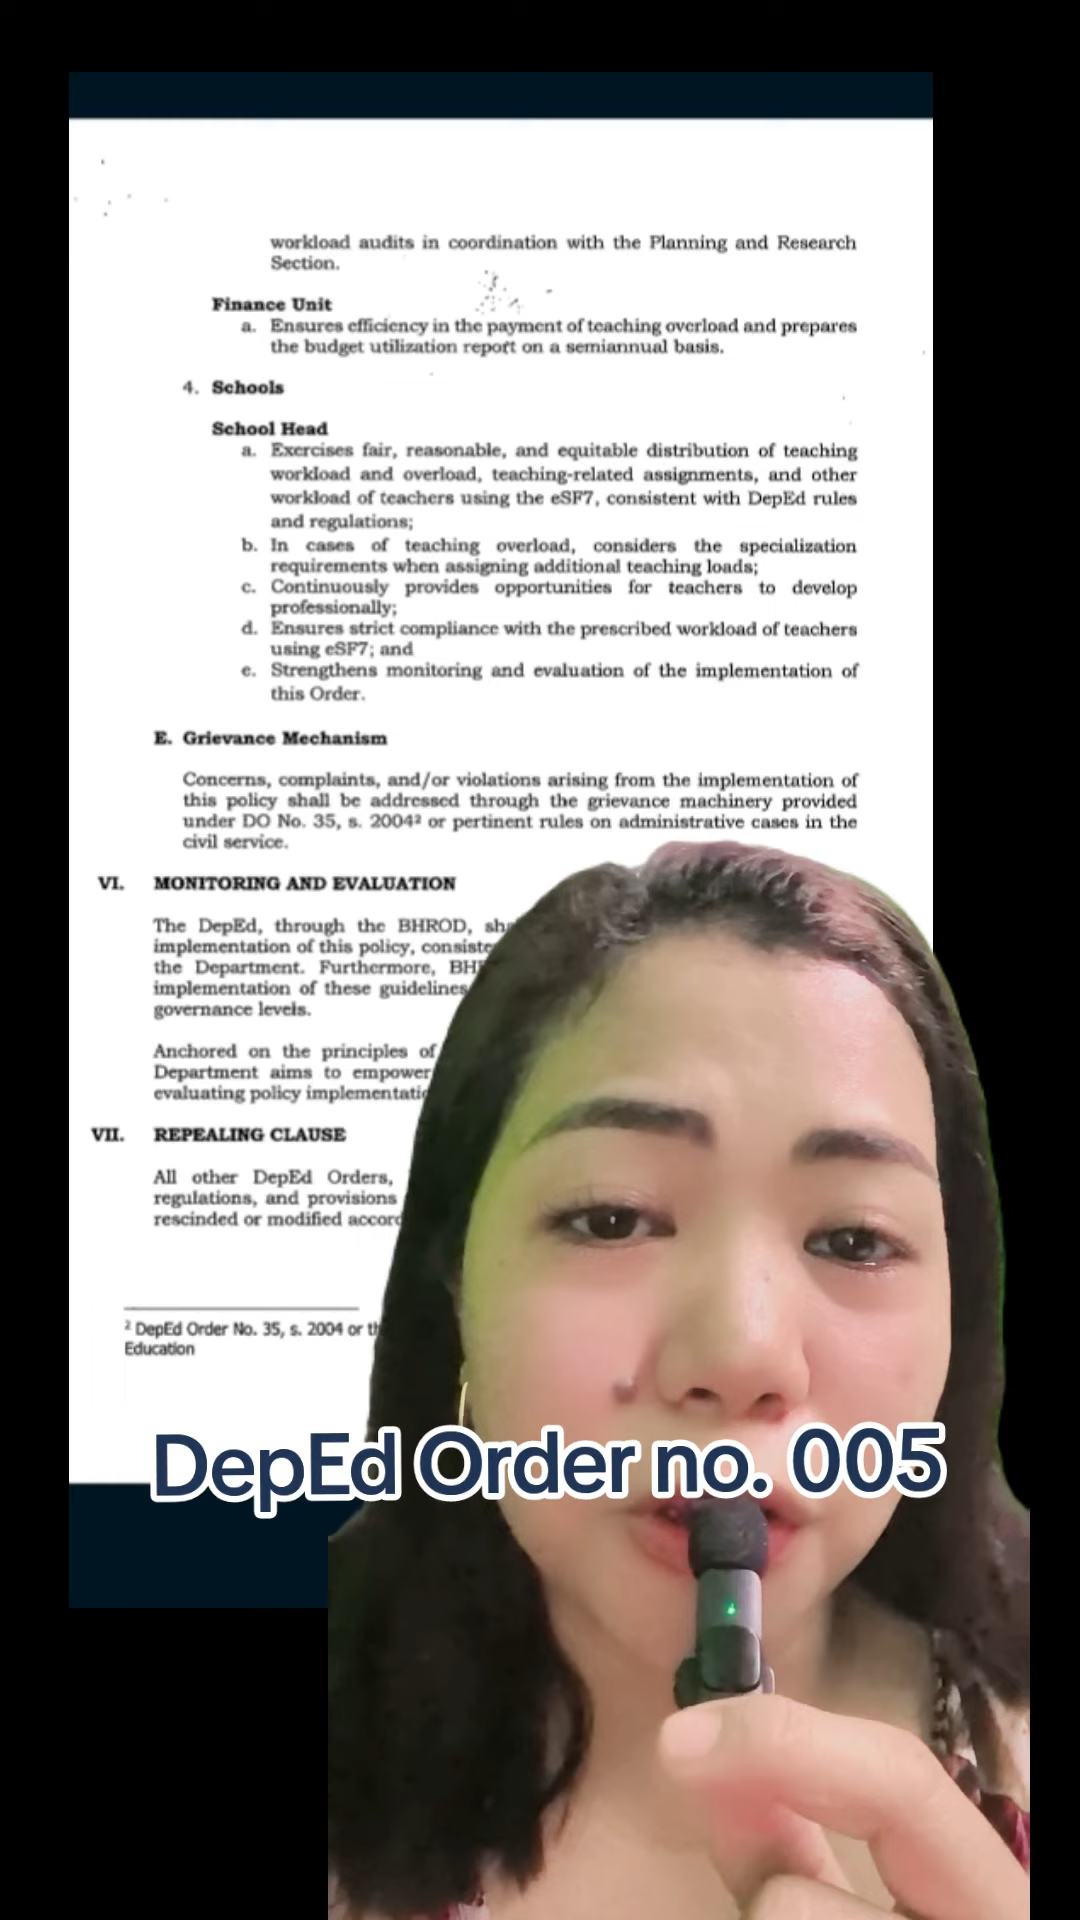 workload audits in coordination with the Planning and Research
Section.
Finance Unit
a. Ensures efficiency in the payment of teaching overload and prepares
the budget utilization report on a semiannual basis.
4. Schools
School Head
a. Exercises fair, reasonable, and equitable distribution of teaching
workload and overload, teaching-related assignments, and other
workload of teachers using the eSF7, consistent with DepEd rules
and regulations;
b. In cases of teaching overload, considers the specialization
requirements when assigning additional teaching loads;
c. Continuously provides opportunities for teachers to develop
professionally;
d. Ensures strict compliance with the prescribed workload of teachers
using eSF7; and
e. Strengthens monitoring and evaluation of the implementation of
this Order.
E. Grievance Mechanism
Concerns, complaints, and/or violations arising from the implementation of
this policy shall be addressed through the grievance machinery provided
under DO No. 35, s. 2004² or pertinent rules on administrative cases in the
civil service.
VI. MONITORING AND EVALUATION
The DepEd, through the BHROD,
implementation of this policy,
the Department. Furthermore,
implementation of these guidelines
governance levels.
Anchored on the principles of
Department aims to empower
evaluating policy
VII. REPEALING CLAUSE
All other DepEd Orders,
regulations, and provisions
rescinded or modified
² DepEd Order No. 35, s. 2004 or
Education
DepEd Order no. 005